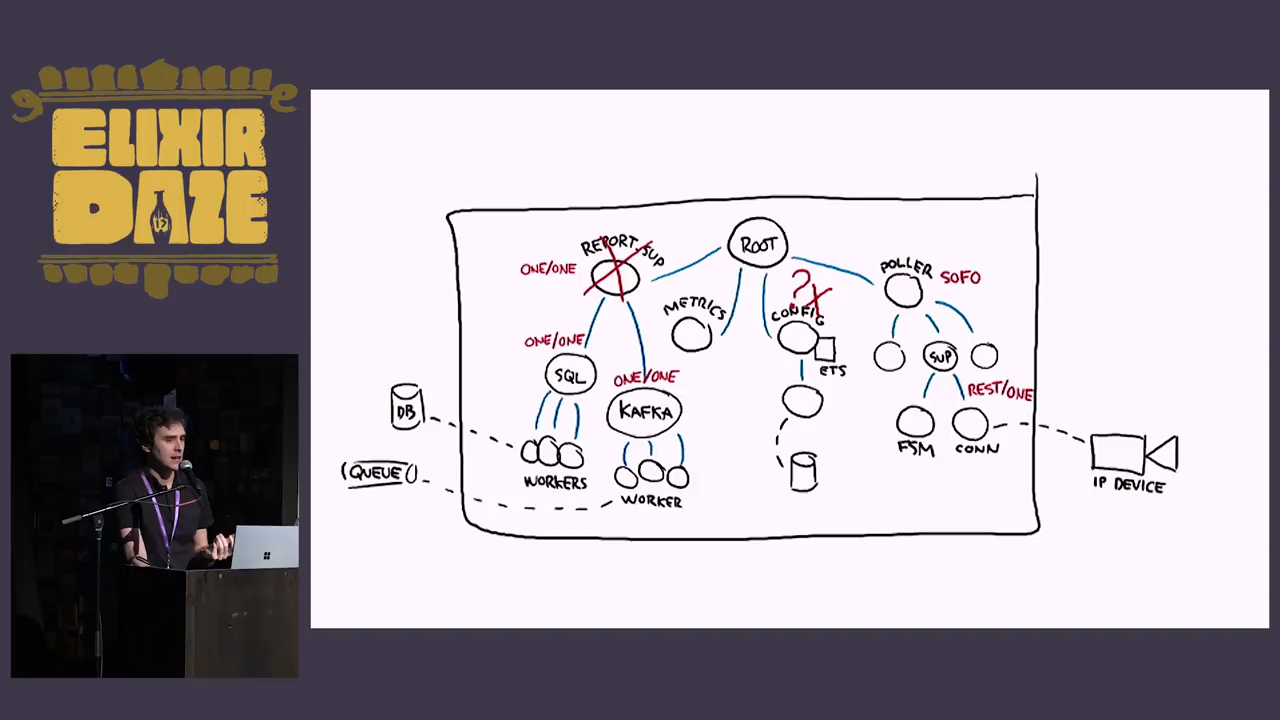 ELIXIR
DAZE
ROOT
REPORT SUP
ONE/ONE
POLLER
SOFO
METRICS
?X
CONFIG
ETS
ONE/ONE
SQL
ONE/ONE
KAFKA
SUP
REST/ONE
DB
FSM
CONN
IP DEVICE
QUEUE
WORKERS
WORKER